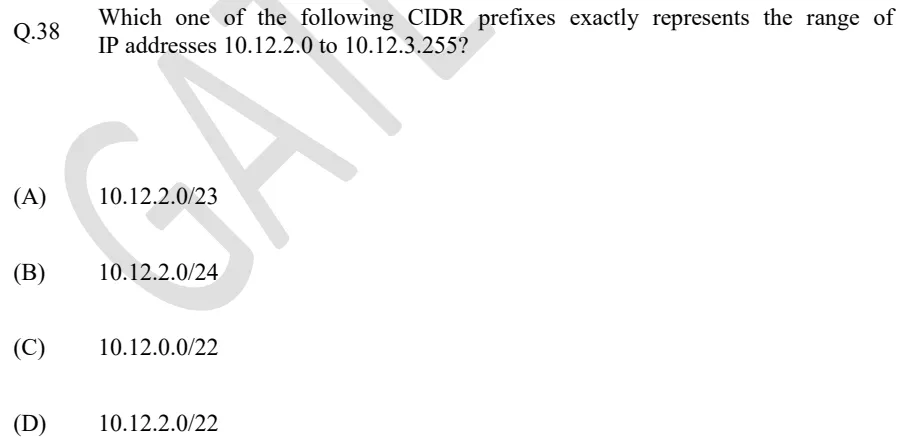 Q.38 Which one of the following CIDR prefixes exactly represents the range of
IP addresses 10.12.2.0 to 10.12.3.255?
(A) 10.12.2.0/23
(B) 10.12.2.0/24
(C) 10.12.0.0/22
(D) 10.12.2.0/22
GATE